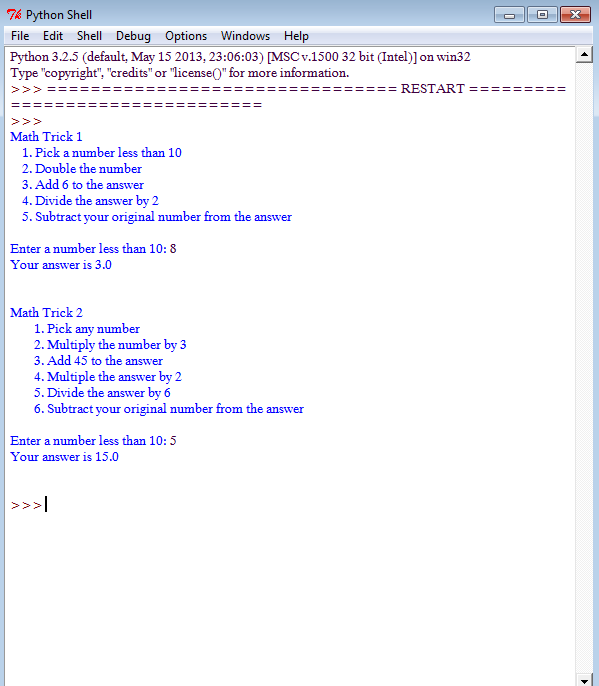 Python Shell
File Edit Shell Debug Options Windows Help
Python 3.2.5 (default, May 15 2013, 23:06:03) [MSC v.1500 32 bit (Intel)] on win32
Type "copyright", "credits" or "license()" for more information.
>>> ================================ RESTART =========
=======================
>>>
Math Trick 1
1. Pick a number less than 10
2. Double the number
3. Add 6 to the answer
4. Divide the answer by 2
5. Subtract your original number from the answer
Enter a number less than 10: 8
Your answer is 3.0
Math Trick 2
1. Pick any number
2. Multiply the number by 3
3. Add 45 to the answer
4. Multiple the answer by 2
5. Divide the answer by 6
6. Subtract your original number from the answer
Enter a number less than 10: 5
Your answer is 15.0
>>>